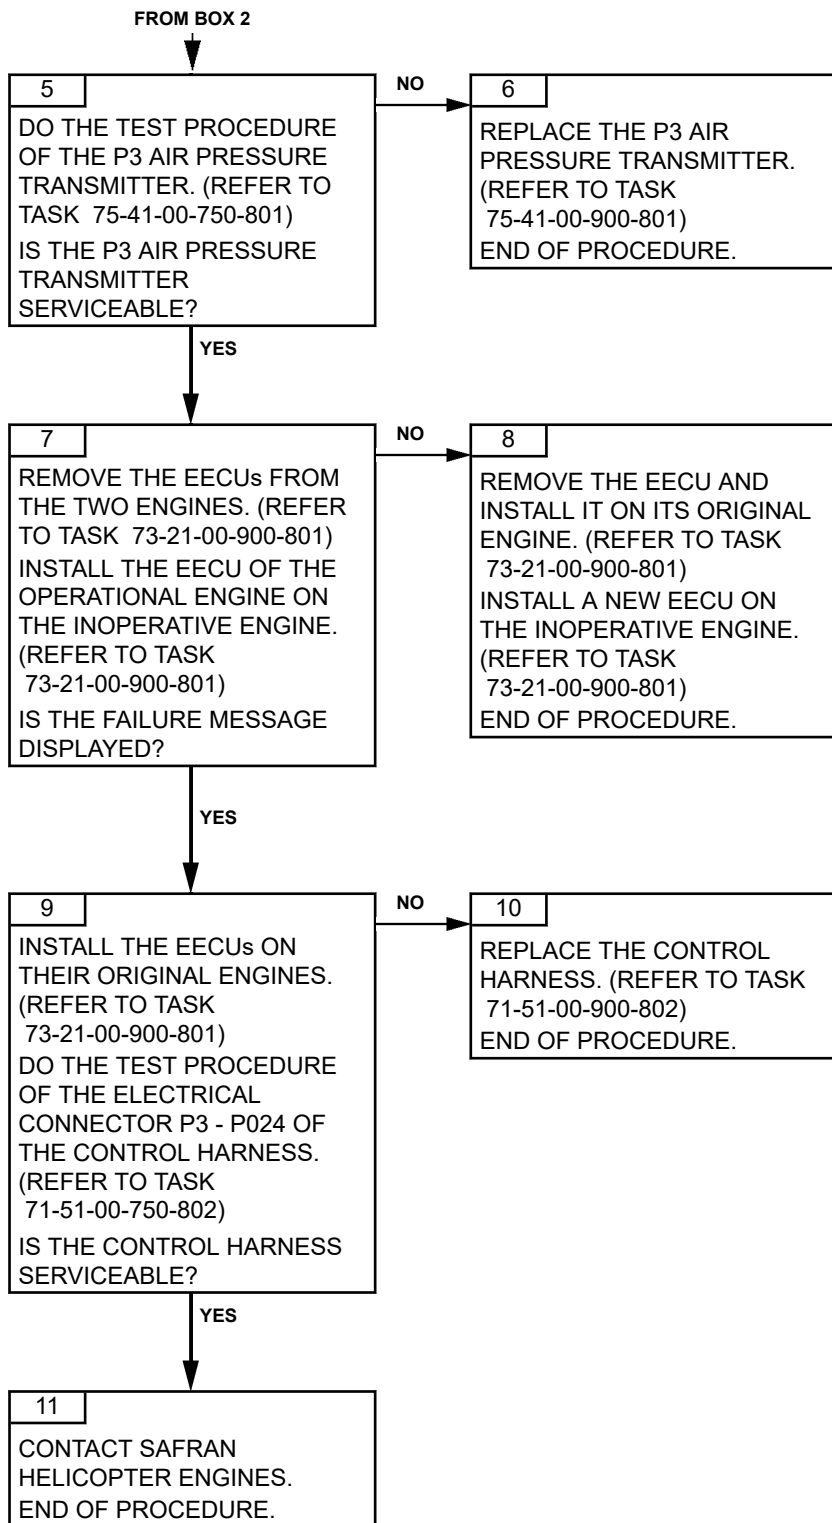 FROM BOX 2
5
DO THE TEST PROCEDURE
OF THE P3 AIR PRESSURE
TRANSMITTER. (REFER TO
TASK 75-41-00-750-801)
IS THE P3 AIR PRESSURE
TRANSMITTER
SERVICEABLE?
NO
6
REPLACE THE P3 AIR
PRESSURE TRANSMITTER.
(REFER TO TASK
75-41-00-900-801)
END OF PROCEDURE.
YES
7
REMOVE THE EECUs FROM
THE TWO ENGINES. (REFER
TO TASK 73-21-00-900-801)
INSTALL THE EECU OF THE
OPERATIONAL ENGINE ON
THE INOPERATIVE ENGINE.
(REFER TO TASK
73-21-00-900-801)
IS THE FAILURE MESSAGE
DISPLAYED?
NO
8
REMOVE THE EECU AND
INSTALL IT ON ITS ORIGINAL
ENGINE. (REFER TO TASK
73-21-00-900-801)
INSTALL A NEW EECU ON
THE INOPERATIVE ENGINE.
(REFER TO TASK
73-21-00-900-801)
END OF PROCEDURE.
YES
9
INSTALL THE EECUs ON
THEIR ORIGINAL ENGINES.
(REFER TO TASK
73-21-00-900-801)
DO THE TEST PROCEDURE
OF THE ELECTRICAL
CONNECTOR P3 - P024 OF
THE CONTROL HARNESS.
(REFER TO TASK
71-51-00-750-802)
IS THE CONTROL HARNESS
SERVICEABLE?
NO
10
REPLACE THE CONTROL
HARNESS. (REFER TO TASK
71-51-00-900-802)
END OF PROCEDURE.
YES
11
CONTACT SAFRAN
HELICOPTER ENGINES.
END OF PROCEDURE.